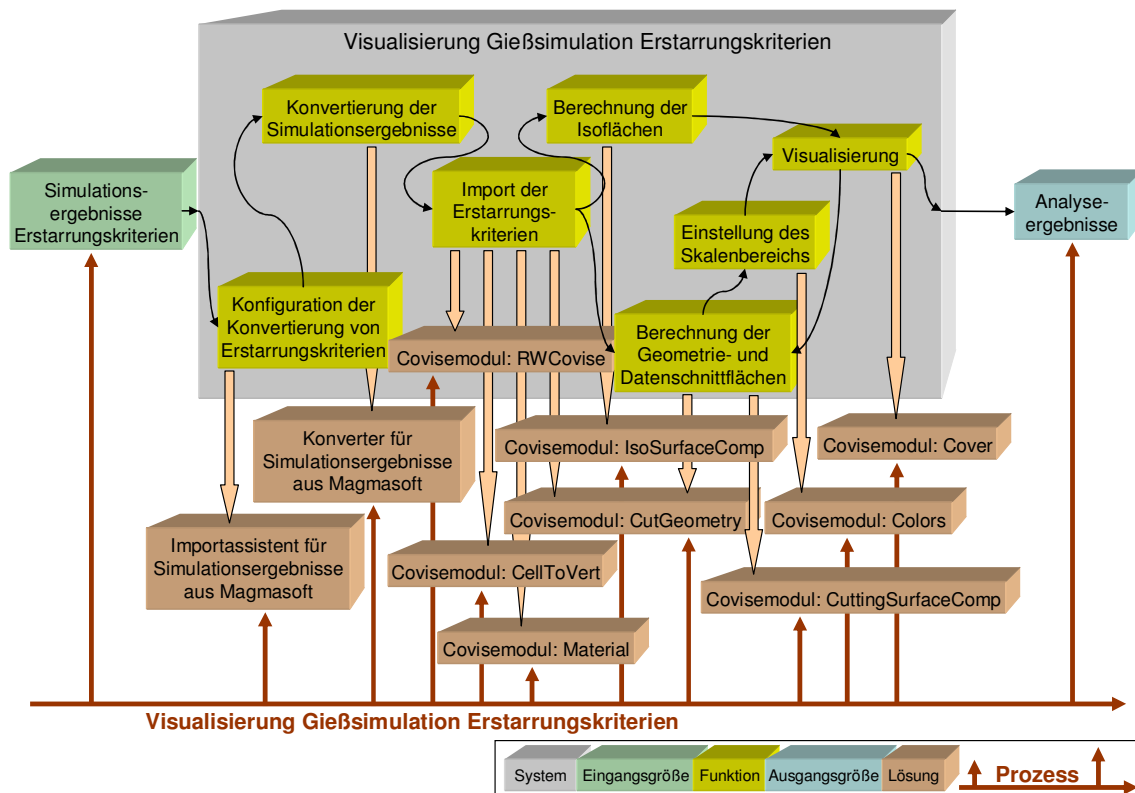 Visualisierung Gießsimulation Erstarrungskriterien
Konvertierung der
Simulationsergebnisse
Berechnung der
Isoflächen
Visualisierung
Simulations-
ergebnisse
Erstarrungskriterien
Import der
Erstarrungs-
kriterien
Einstellung des
Skalenbereichs
Analyse-
ergebnisse
Konfiguration der
Konvertierung von
Erstarrungskriterien
Berechnung der
Geometrie- und
Datenschnittflächen
Covisemodul: RWCovise
Konverter für
Simulationsergebnisse
aus Magmasoft
Covisemodul: IsoSurfaceComp
Covisemodul: Cover
Covisemodul: CutGeometry
Covisemodul: Colors
Importassistent für
Simulationsergebnisse
aus Magmasoft
Covisemodul: CellToVert
Covisemodul: CuttingSurfaceComp
Covisemodul: Material
Visualisierung Gießsimulation Erstarrungskriterien
System
Eingangsgröße
Funktion
Ausgangsgröße
Lösung
Prozess